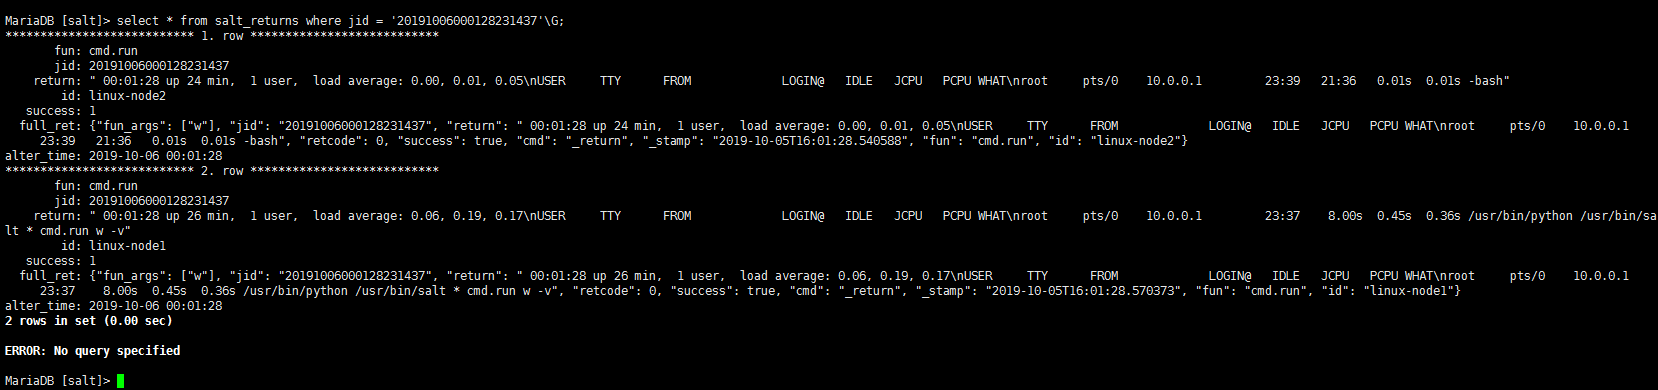 MariaDB [salt]> select * from salt_returns where jid = '20191006000128231437'\G;
*************************** 1. row ***************************
       fun: cmd.run
       jid: 20191006000128231437
    return: " 00:01:28 up 24 min,  1 user,  load average: 0.00, 0.01, 0.05\nUSER     TTY      FROM             LOGIN@   IDLE   JCPU   PCPU WHAT\nroot     pts/0    10.0.0.1         23:39   21:36   0.01s  0.01s -bash"
        id: linux-node2
   success: 1
  full_ret: {"fun_args": ["w"], "jid": "20191006000128231437", "return": " 00:01:28 up 24 min,  1 user,  load average: 0.00, 0.01, 0.05\nUSER     TTY      FROM             LOGIN@   IDLE   JCPU   PCPU WHAT\nroot     pts/0    10.0.0.1
     23:39   21:36   0.01s  0.01s -bash", "retcode": 0, "success": true, "cmd": "_return", "_stamp": "2019-10-05T16:01:28.540588", "fun": "cmd.run", "id": "linux-node2"}
alter_time: 2019-10-06 00:01:28
*************************** 2. row ***************************
       fun: cmd.run
       jid: 20191006000128231437
    return: " 00:01:28 up 26 min,  1 user,  load average: 0.06, 0.19, 0.17\nUSER     TTY      FROM             LOGIN@   IDLE   JCPU   PCPU WHAT\nroot     pts/0    10.0.0.1         23:37    8.00s  0.45s  0.36s /usr/bin/python /usr/bin/sa
lt * cmd.run w -v"
        id: linux-node1
   success: 1
  full_ret: {"fun_args": ["w"], "jid": "20191006000128231437", "return": " 00:01:28 up 26 min,  1 user,  load average: 0.06, 0.19, 0.17\nUSER     TTY      FROM             LOGIN@   IDLE   JCPU   PCPU WHAT\nroot     pts/0    10.0.0.1
     23:37    8.00s  0.45s  0.36s /usr/bin/python /usr/bin/salt * cmd.run w -v", "retcode": 0, "success": true, "cmd": "_return", "_stamp": "2019-10-05T16:01:28.570373", "fun": "cmd.run", "id": "linux-node1"}
alter_time: 2019-10-06 00:01:28
2 rows in set (0.00 sec)
ERROR: No query specified
MariaDB [salt]>